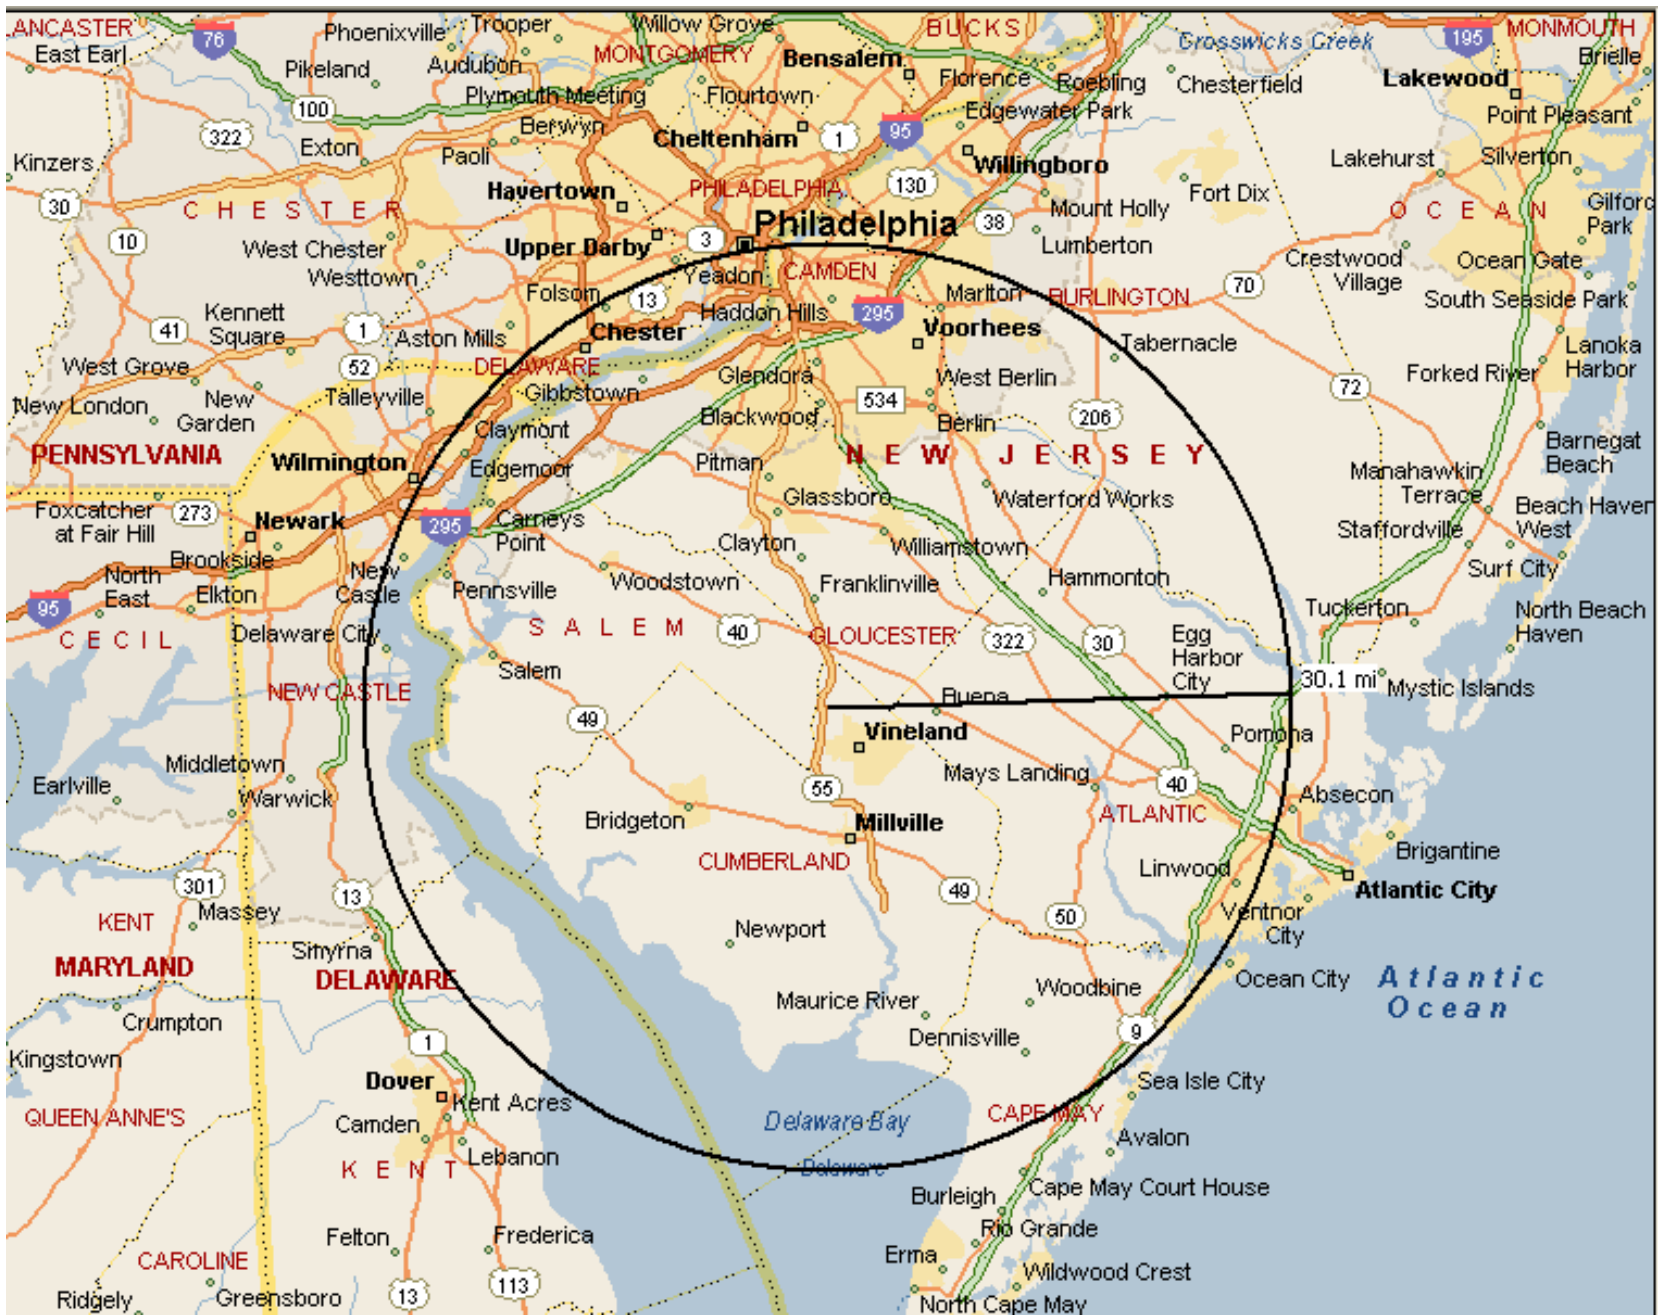 LANCASTER
76
Phoenixville
Trooper
Willow Grove
BUCKS
Crosswicks Creek
195
MONMOUTH
East Earl
Pikeland
Audubon
MONTGOMERY
Bensalem
Florence
Roebling
Chesterfield
Lakewood
Brielle
100
Plymouth Meeting
Flourtown
Edgewater Park
Point Pleasant
322
Exton
Berwyn
Paoli
Cheltenham
1
95
Willingboro
Lakehurst
Silverton
Kinzers
30
CHESTER
Havertown
PHILADELPHIA
130
Mount Holly
Fort Dix
OCEAN
Gilford
Park
10
West Chester
Westtown
Upper Darby
3
Philadelphia
38
Lumberton
Crestwood
Village
Ocean Gate
Yeadon
CAMDEN
Folsom
13
Haddon Hills
295
Marlton
BURLINGTON
70
South Seaside Park
41
Kennett
Square
1
Aston Mills
Chester
Voorhees
Tabernacle
Lanoka
Harbor
West Grove
52
DELAWARE
Gibbstown
Glendora
West Berlin
72
Forked River
New London
New
Garden
Talleyville
Claymont
Blackwood
534
Berlin
206
Barnegat
Beach
PENNSYLVANIA
Wilmington
Edgemoor
Pitman
NEW JERSEY
Manahawkin
Terrace
Glassboro
Waterford Works
Beach Haven
West
Foxcatcher
at Fair Hill
273
Newark
295
Carneys
Point
Clayton
Williamstown
Staffordville
Brookside
North
East
Elkton
New
Castle
Pennsville
Woodstown
Franklinville
Hammonton
Surf City
95
CECIL
Delaware City
SALEM
40
GLOUCESTER
322
30
Egg
Harbor
City
Tuckerton
North Beach
Haven
Salem
NEW CASTLE
Buena
30.1 mi
Mystic Islands
49
Vineland
Pomona
Middletown
Earlville
Warwick
55
Mays Landing
40
Absecon
Bridgeton
Millville
ATLANTIC
CUMBERLAND
Linwood
Brigantine
301
13
49
50
Atlantic City
KENT
Massey
Newport
Ventnor
City
Smyrna
MARYLAND
DELAWARE
Ocean City
Atlantic
Ocean
Crumpton
Maurice River
Woodbine
Kingstown
1
Dennisville
9
Dover
Kent Acres
Sea Isle City
QUEEN ANNE'S
Camden
Delaware Bay
CAPE MAY
Avalon
KENT
Lebanon
Delaware
Burleigh
Cape May Court House
Felton
Frederica
Rio Grande
CAROLINE
Erma
Wildwood Crest
Ridgely
Greensboro
13
113
North Cape May